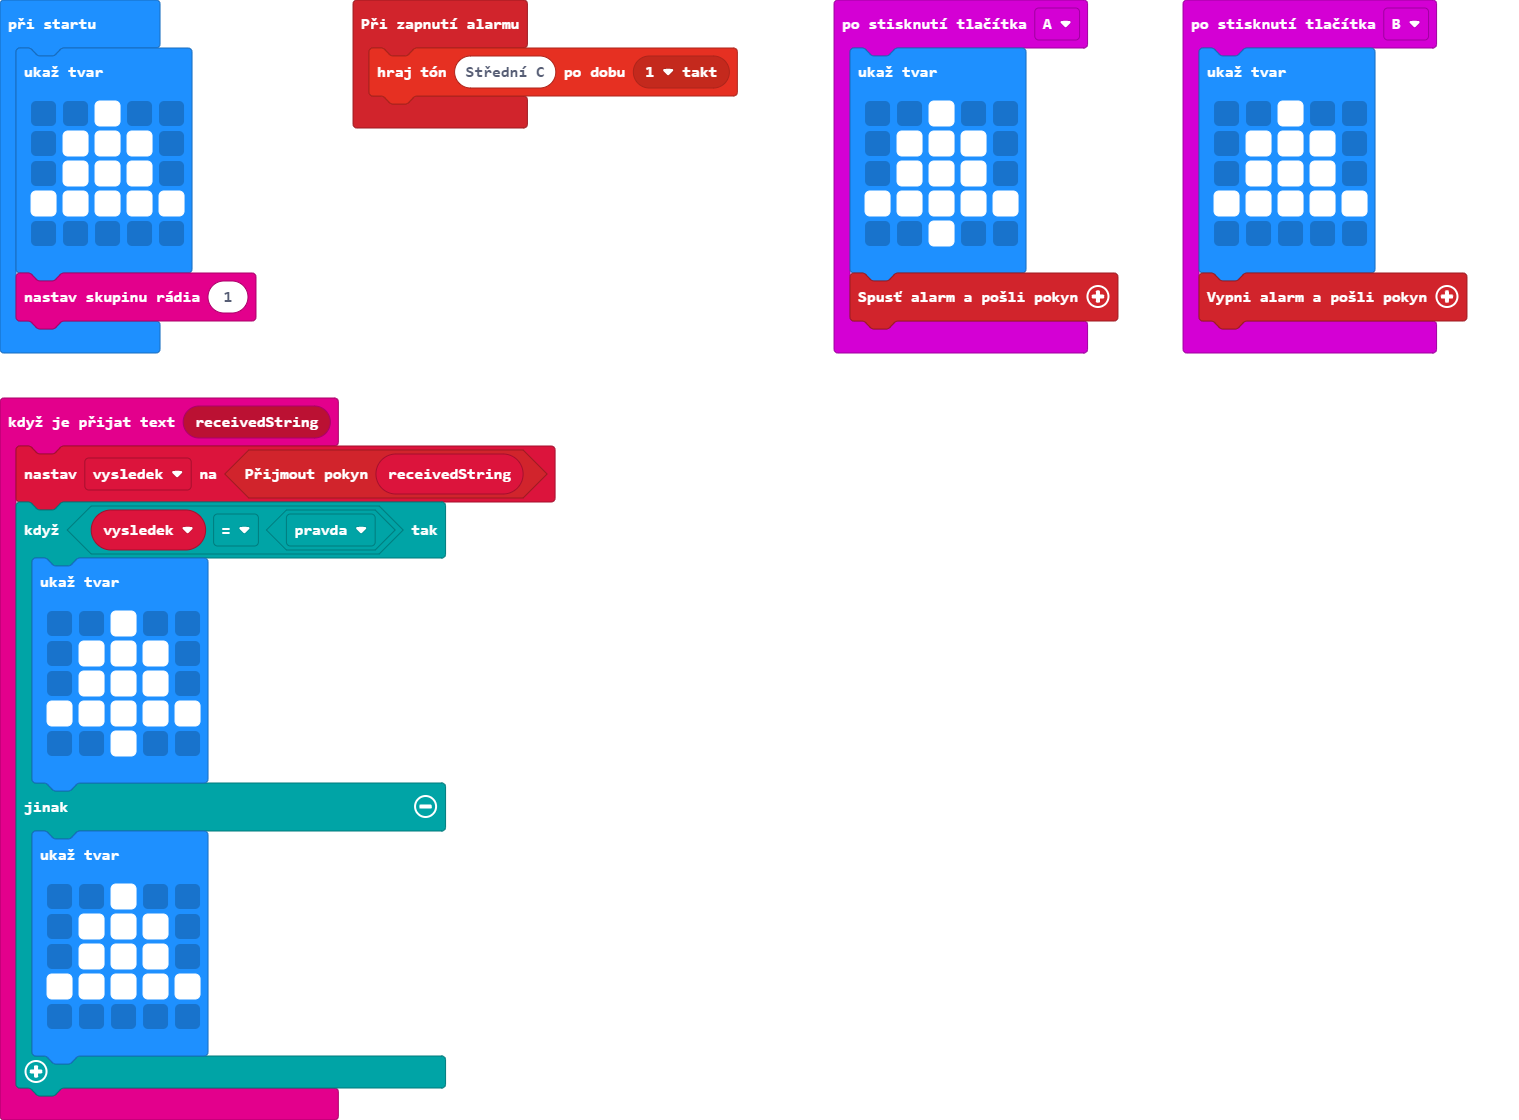 při startu
ukaž tvar
nastav skupinu rádia 1
Při zapnutí alarmu
hraj tón Střední C po dobu 1 takt
po stisknutí tlačítka A
ukaž tvar
Spusť alarm a pošli pokyn
po stisknutí tlačítka B
ukaž tvar
Vypni alarm a pošli pokyn
když je přijat text receivedString
nastav vysledek na Přijmout pokyn receivedString
když vysledek = pravda tak
ukaž tvar
jinak
ukaž tvar